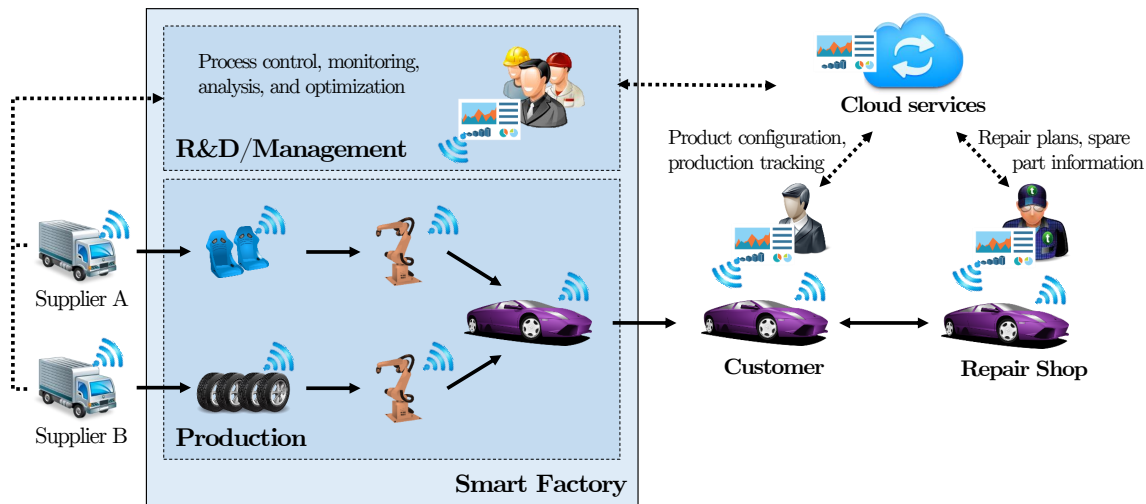 Process control, monitoring,
analysis, and optimization
R&D/Management
Cloud services
Product configuration,
production tracking
Repair plans, spare
part information
Supplier A
Supplier B
Production
Smart Factory
Customer
Repair Shop
t
t